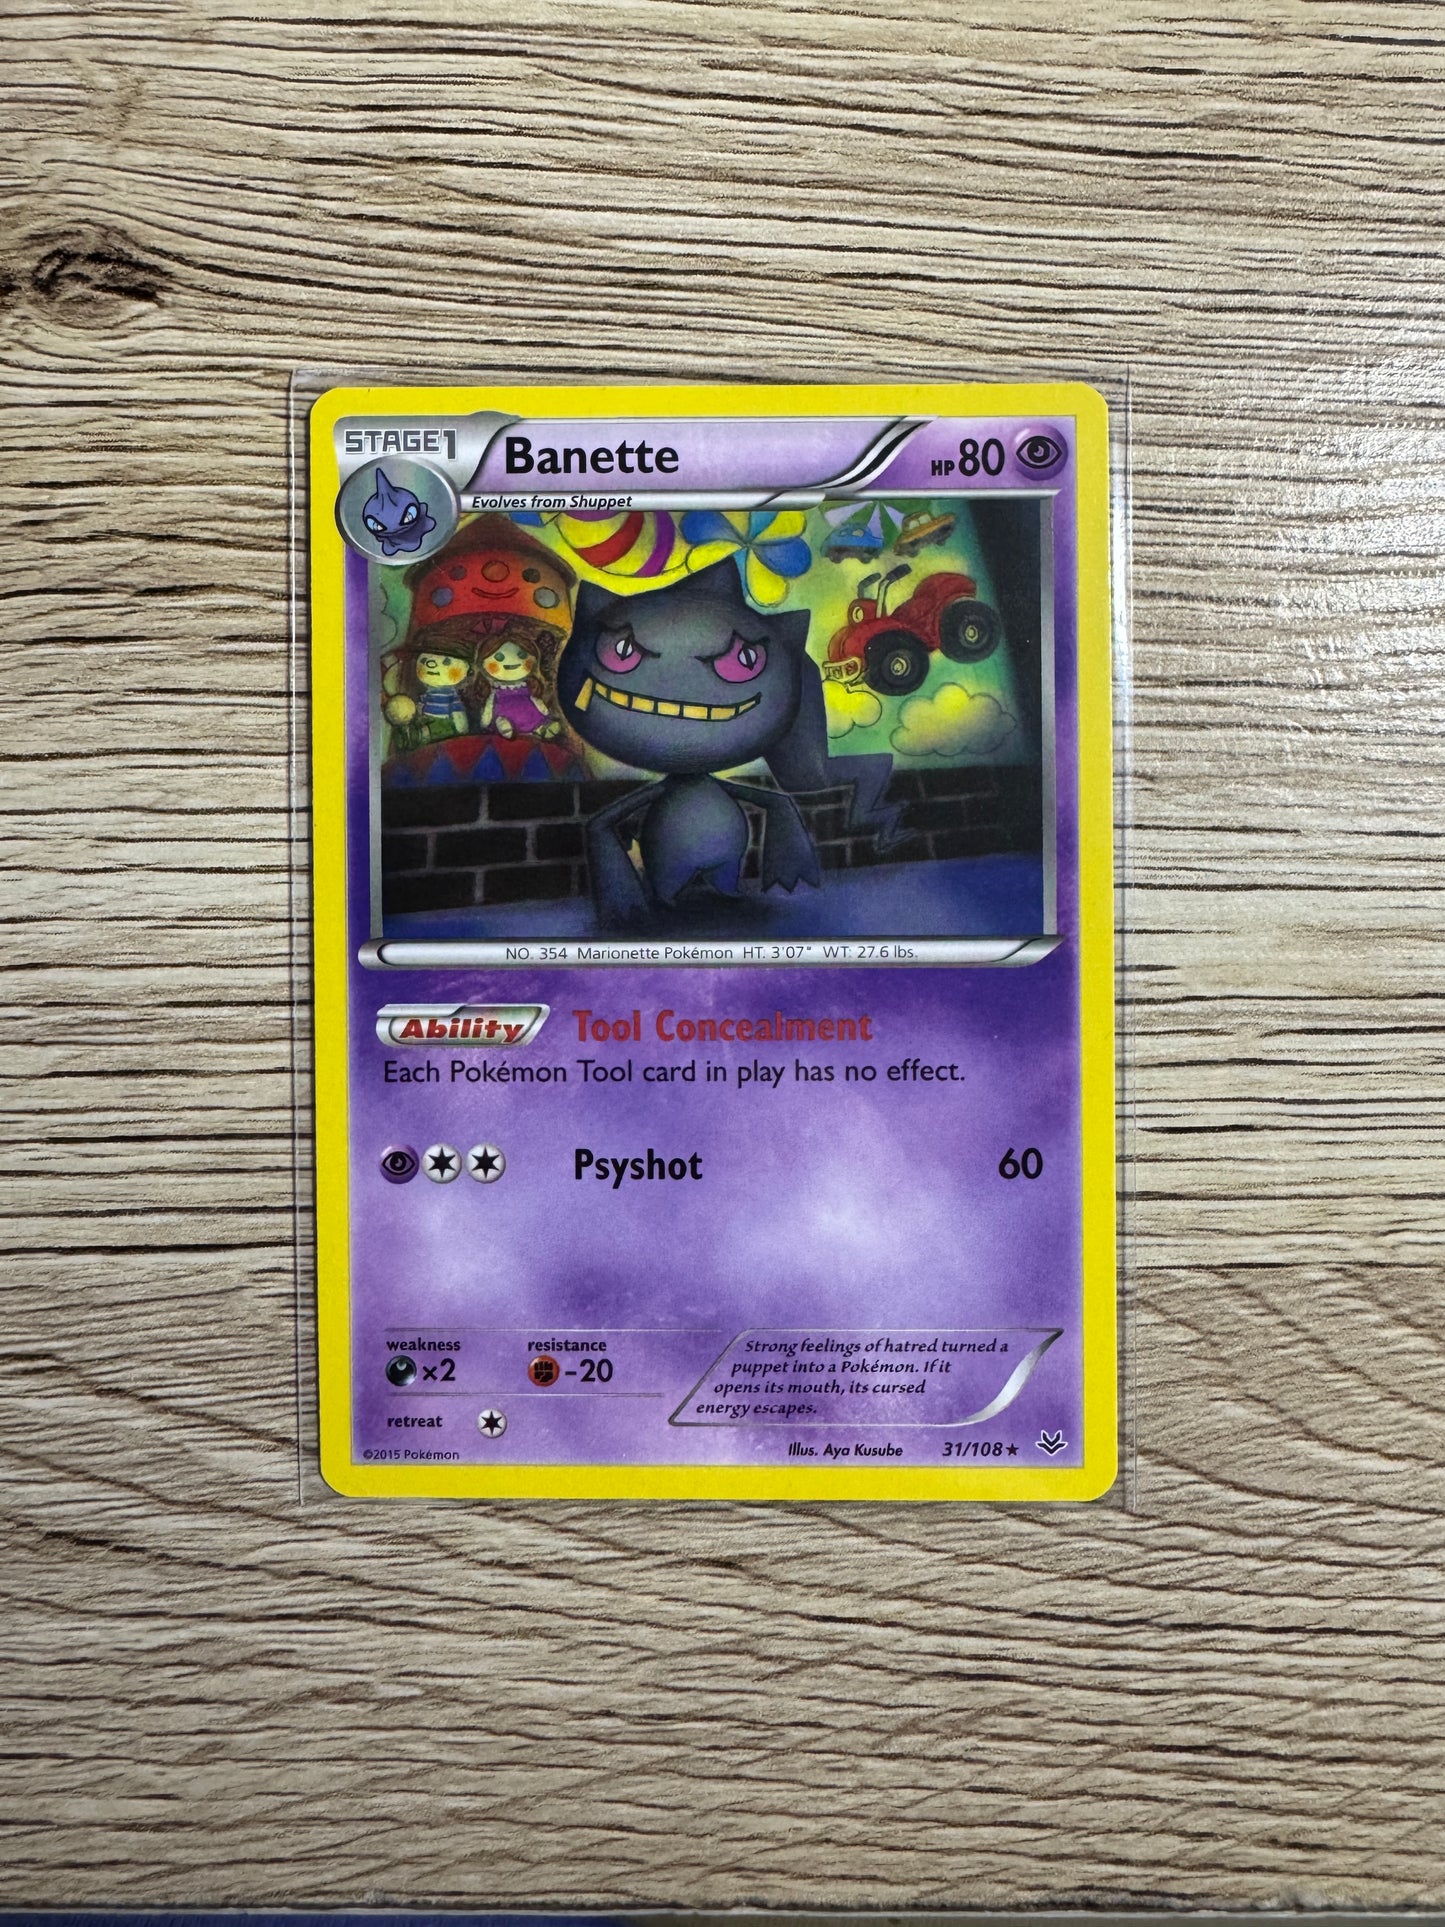 STAGE1
Banette
HP80
Evolves from Shuppet
NO. 354 Marionette Pokémon HT: 3'07" WT: 27.6 lbs.
Ability Tool Concealment
Each Pokémon Tool card in play has no effect.
Psyshot 60
weakness resistance
×2 -20
retreat
Strong feelings of hatred turned a
puppet into a Pokémon. If it
opens its mouth, its cursed
energy escapes.
©2015 Pokémon
Illus. Aya Kusube 31/108★